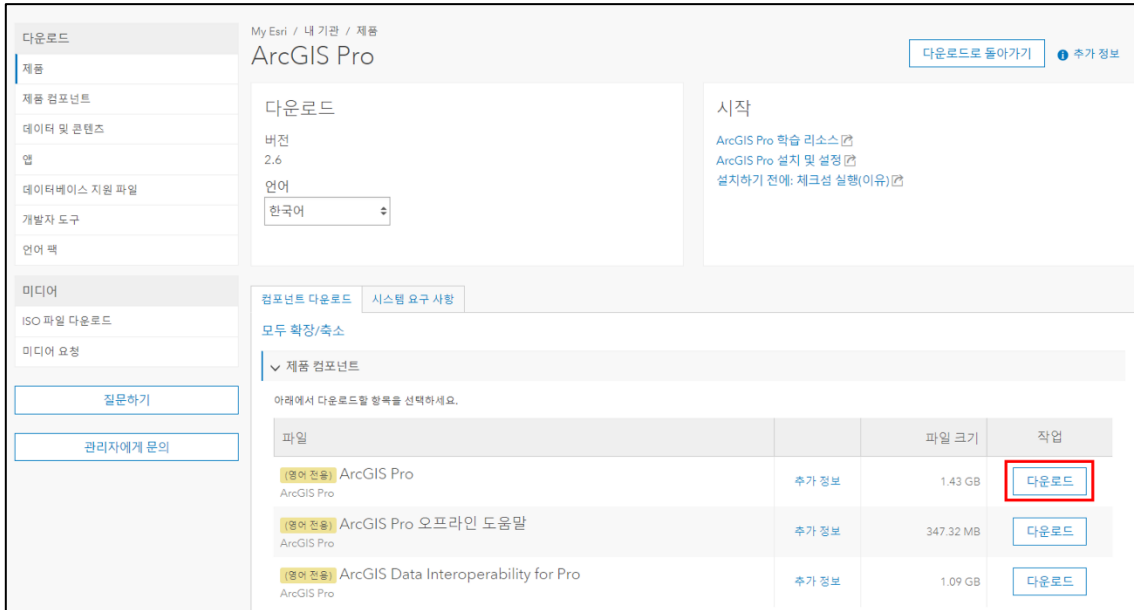 다운로드
제품
제품 컴포넌트
데이터 및 콘텐츠
앱
데이터베이스 지원 파일
개발자 도구
언어 팩
미디어
ISO 파일 다운로드
미디어 요청
질문하기
관리자에게 문의
My Esri / 내 기관 / 제품
ArcGIS Pro
다운로드로 돌아가기
추가 정보
다운로드
버전
2.6
언어
한국어
시작
ArcGIS Pro 학습 리소스
ArcGIS Pro 설치 및 설정
설치하기 전에: 체크섬 실행(이유)
컴포넌트 다운로드 시스템 요구 사항
모두 확장/축소
제품 컴포넌트
아래에서 다운로드할 항목을 선택하세요.
파일 파일 크기 작업
(영어 전용) ArcGIS Pro
ArcGIS Pro
추가 정보 1.43 GB 다운로드
(영어 전용) ArcGIS Pro 오프라인 도움말
ArcGIS Pro
추가 정보 347.32 MB 다운로드
(영어 전용) ArcGIS Data Interoperability for Pro
ArcGIS Pro
추가 정보 1.09 GB 다운로드